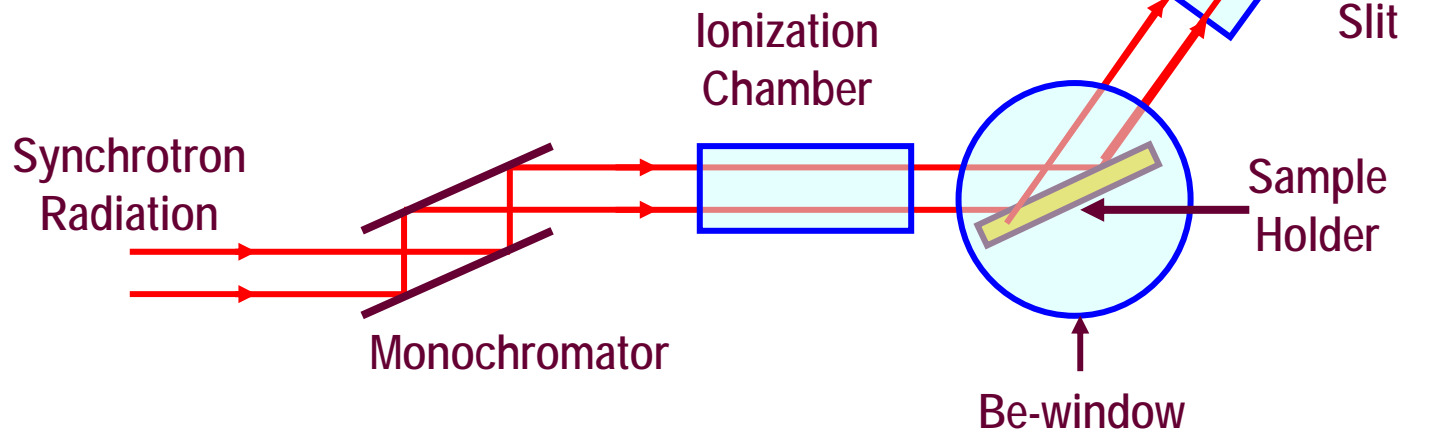 Ionization
Chamber
Slit
Synchrotron
Radiation
Sample
Holder
Monochromator
Be-window